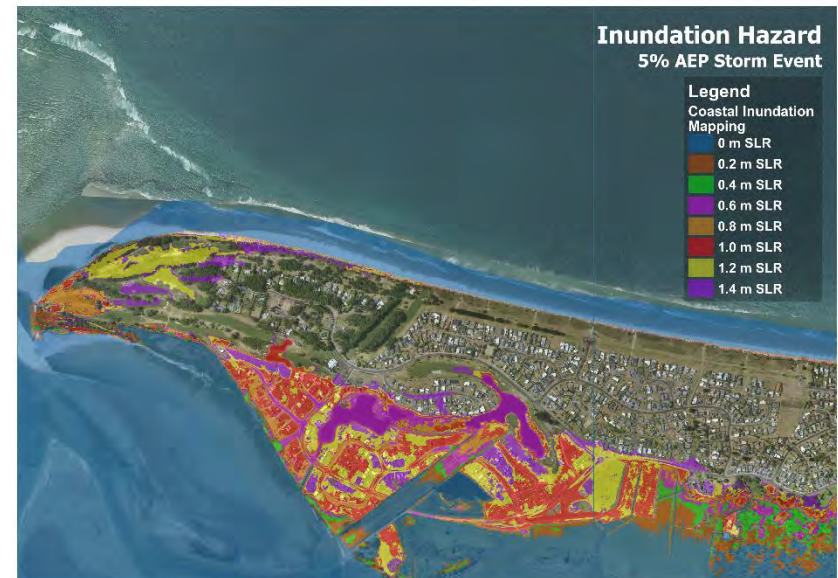 Inundation Hazard
5% AEP Storm Event
Legend
Coastal Inundation
Mapping
0 m SLR
0.2 m SLR
0.4 m SLR
0.6 m SLR
0.8 m SLR
1.0 m SLR
1.2 m SLR
1.4 m SLR